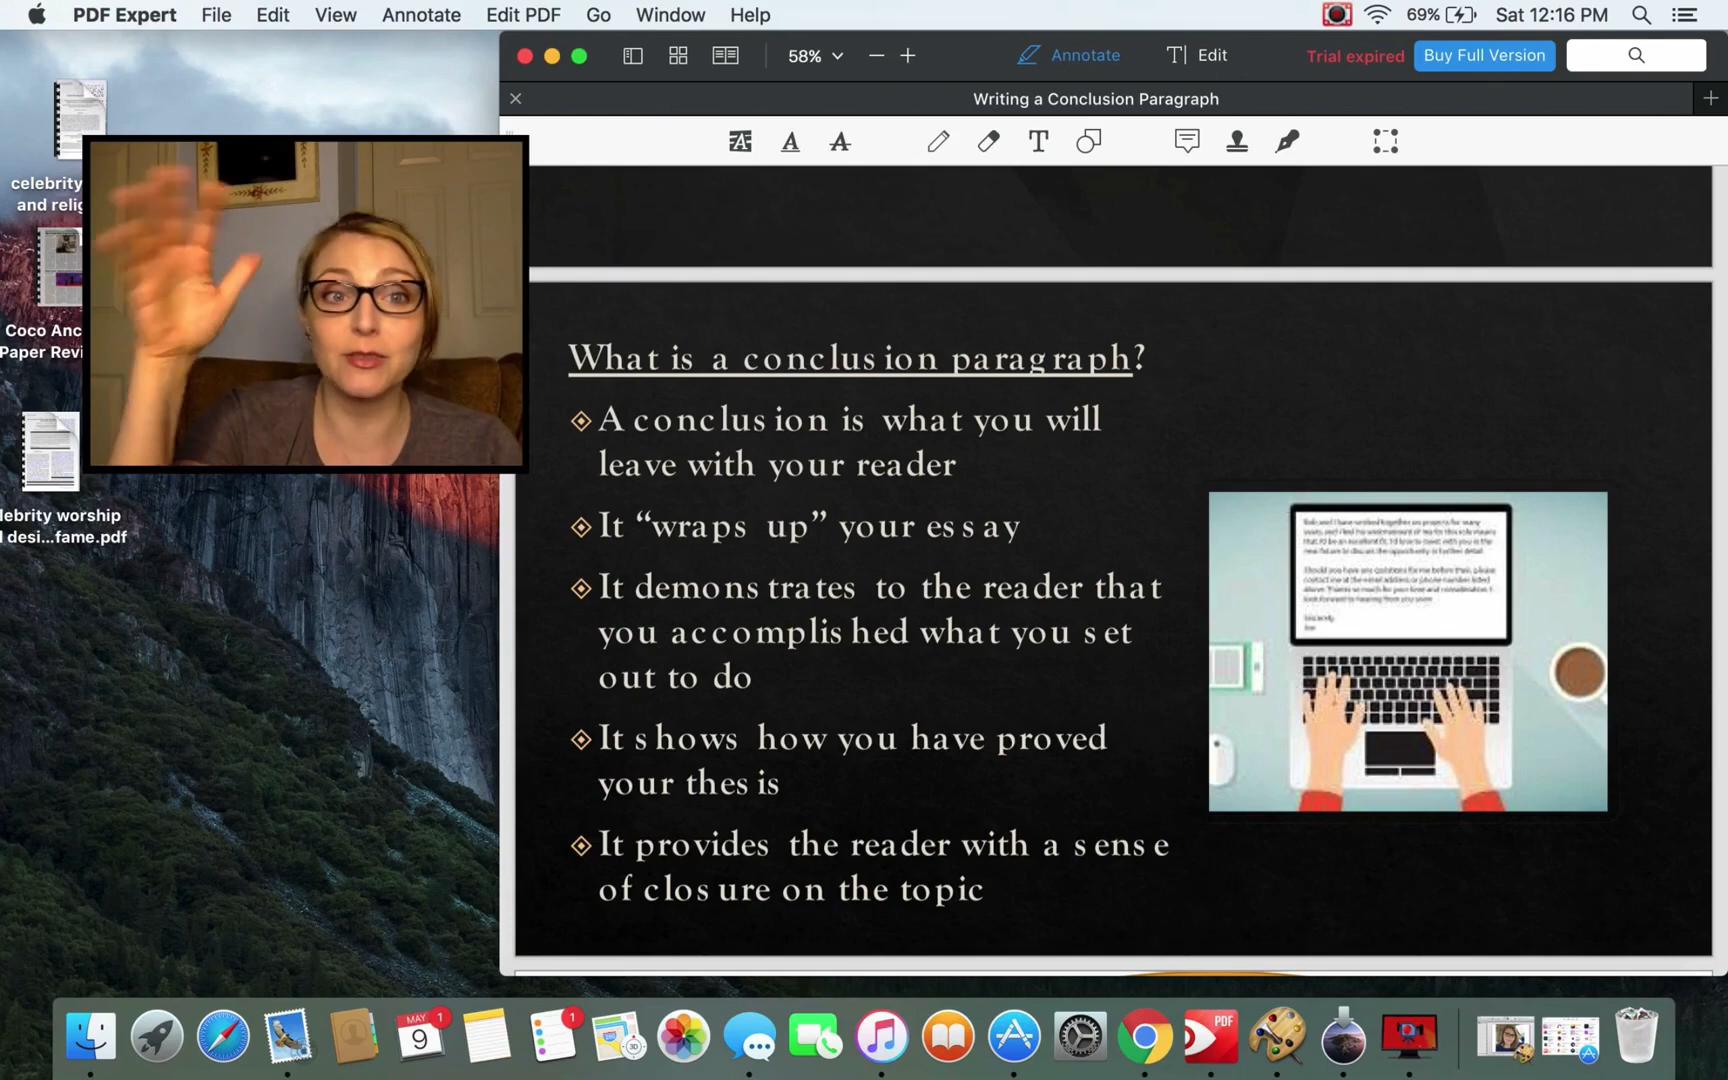 PDF Expert File Edit View Annotate Edit PDF Go Window Help 69% Sat 12:16 PM
58% Annotate T Edit Trial expired Buy Full Version
Writing a Conclusion Paragraph
A A A T
celebrity
and relig
Coco Anc
Paper Revi
lebrity worship
l desi...fame.pdf
What is a conclusion paragraph?
A conclusion is what you will
leave with your reader
It “wraps up” your essay
It demonstrates to the reader that
you accomplished what you set
out to do
It shows how you have proved
your thesis
It provides the reader with a sense
of closure on the topic
MAY 1
9
1
3D
PDF